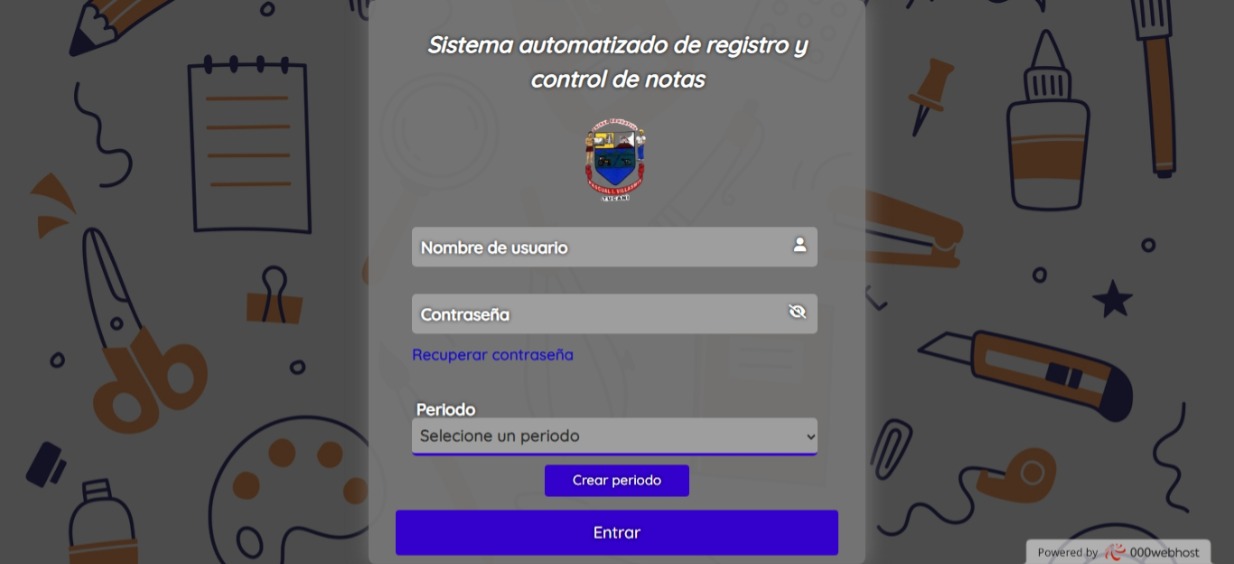 Sistema automatizado de registro y
control de notas
TUCANI
Nombre de usuario
Contraseña
Recuperar contraseña
Periodo
Selecione un periodo
Crear periodo
Entrar
Powered by 000webhost